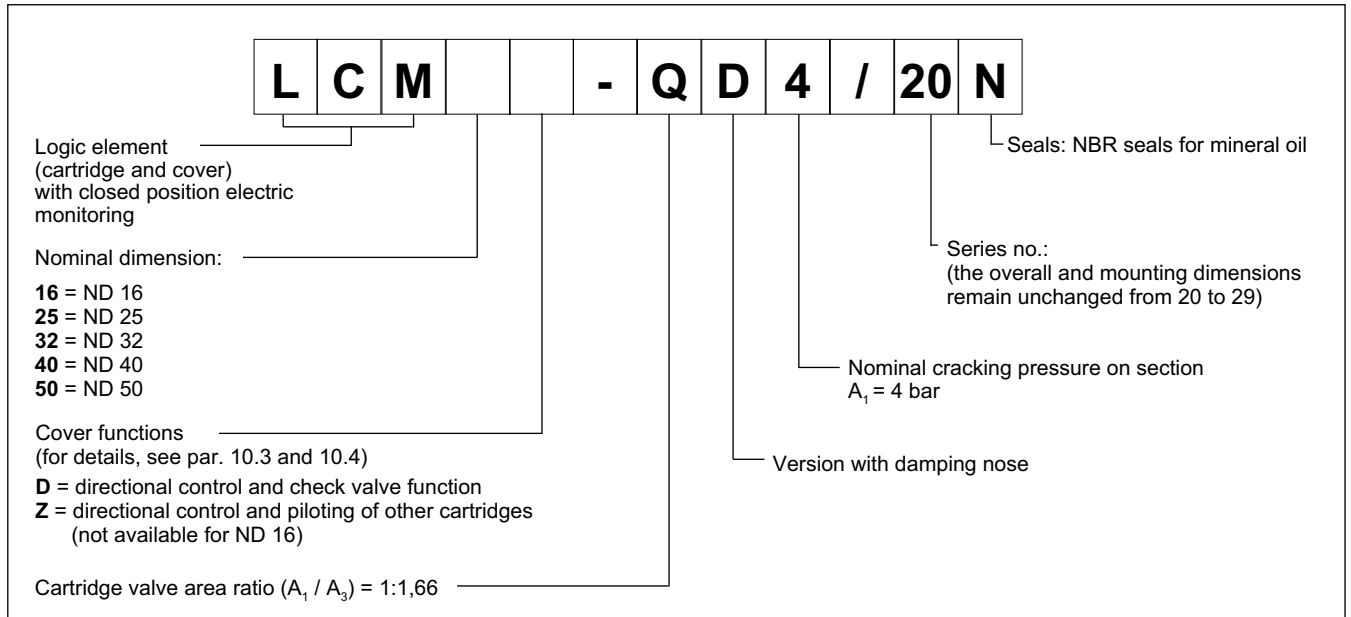 L C M - Q D 4 / 20 N
Logic element
(cartridge and cover)
with closed position electric
monitoring
Nominal dimension:
16 = ND 16
25 = ND 25
32 = ND 32
40 = ND 40
50 = ND 50
Cover functions
(for details, see par. 10.3 and 10.4)
D = directional control and check valve function
Z = directional control and piloting of other cartridges
(not available for ND 16)
Cartridge valve area ratio (A₁ / A₃) = 1:1,66
Seals: NBR seals for mineral oil
Series no.:
(the overall and mounting dimensions
remain unchanged from 20 to 29)
Nominal cracking pressure on section
A₁ = 4 bar
Version with damping nose